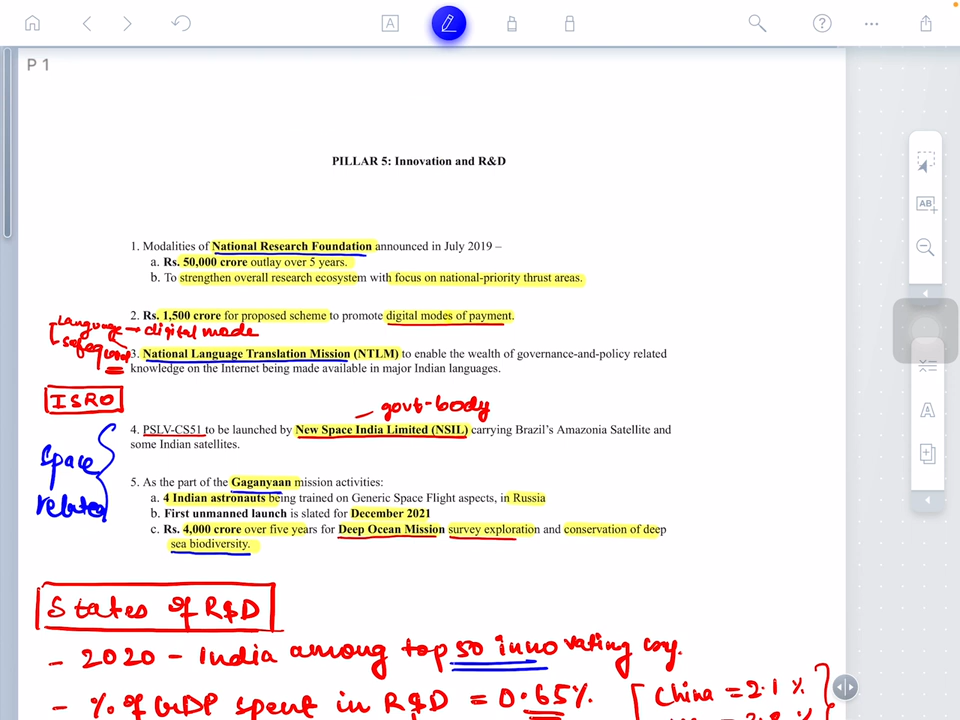 P 1
PILLAR 5: Innovation and R&D
1. Modalities of National Research Foundation announced in July 2019 –
a. Rs. 50,000 crore outlay over 5 years.
b. To strengthen overall research ecosystem with focus on national-priority thrust areas.
2. Rs. 1,500 crore for proposed scheme to promote digital modes of payment.
language → digital mode
safeguard
3. National Language Translation Mission (NTLM) to enable the wealth of governance-and-policy related
knowledge on the Internet being made available in major Indian languages.
ISRO
govt-body
4. PSLV-CS51 to be launched by New Space India Limited (NSIL) carrying Brazil's Amazonia Satellite and
some Indian satellites.
space
related
5. As the part of the Gaganyaan mission activities:
a. 4 Indian astronauts being trained on Generic Space Flight aspects, in Russia
b. First unmanned launch is slated for December 2021
c. Rs. 4,000 crore over five years for Deep Ocean Mission survey exploration and conservation of deep
sea biodiversity.
States of R&D
- 2020 - India among top 50 innovating
- % of GDP spent in R&D = 0.65%. [China = 2.1%